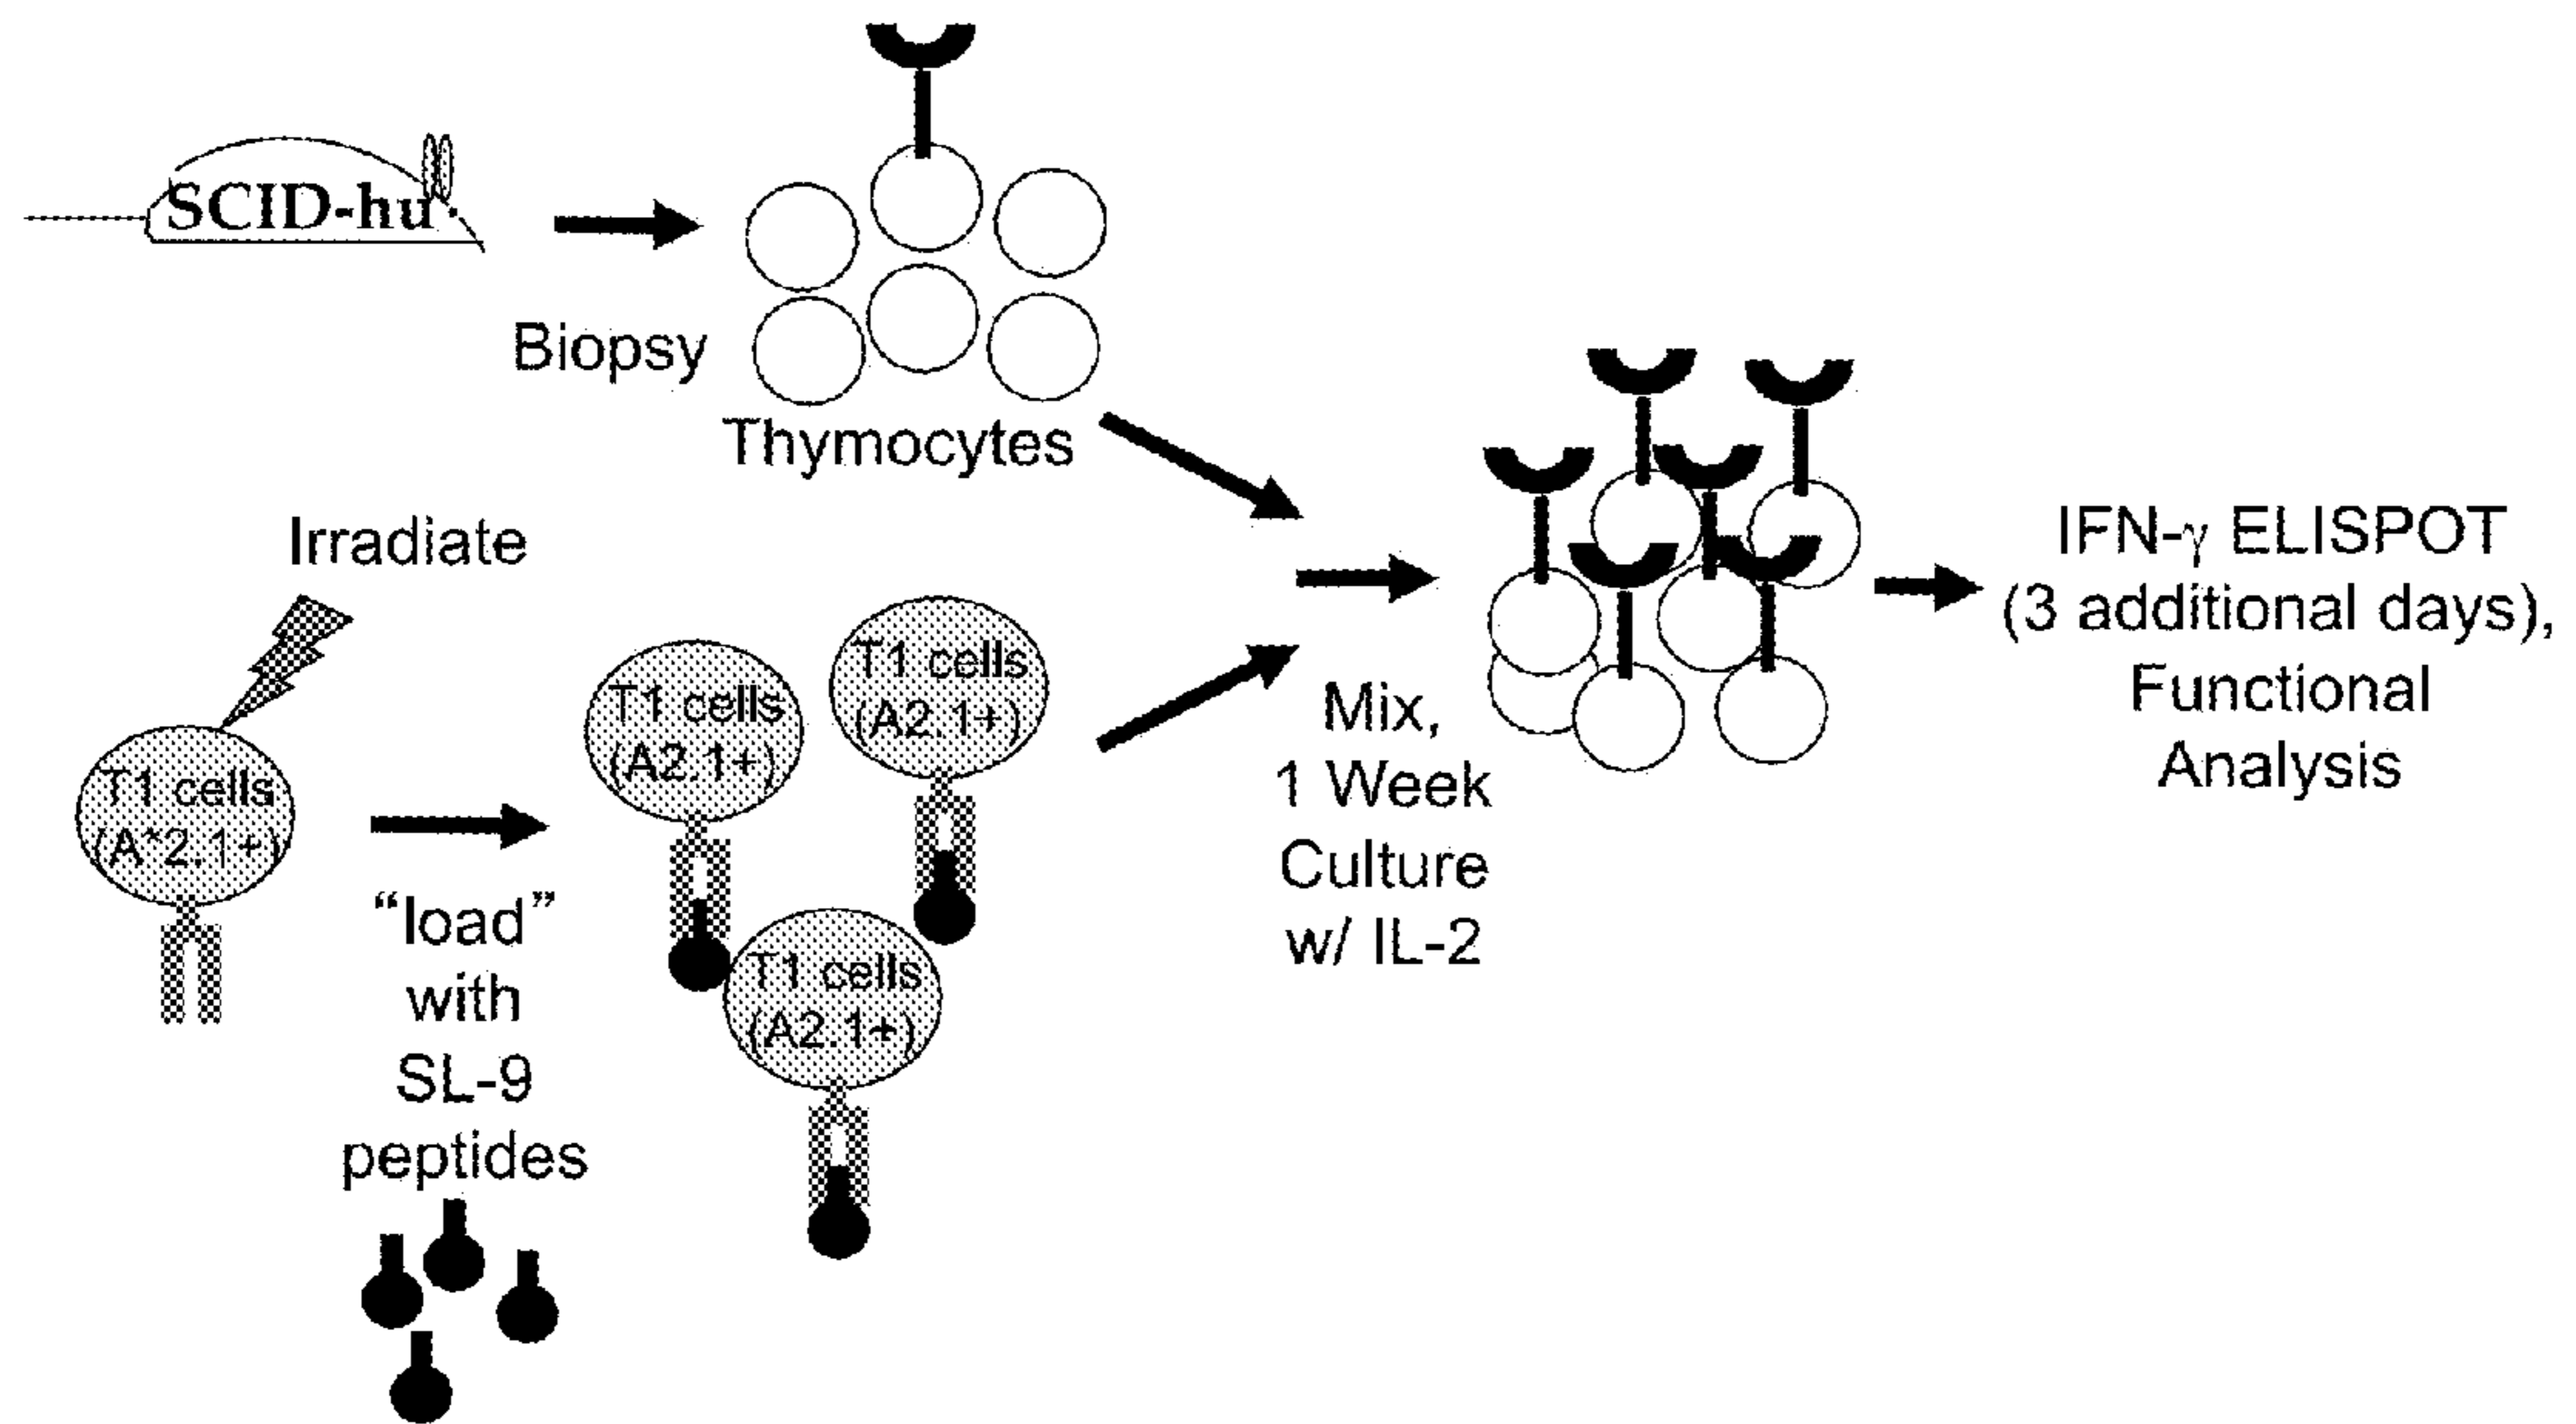 SCID-hu
Biopsy
Thymocytes
Irradiate
T1 cells
(A*2.1+)
"load"
with
SL-9
peptides
T1 cells
(A2.1+)
T1 cells
(A2.1+)
T1 cells
(A2.1+)
Mix,
1 Week
Culture
w/ IL-2
IFN-γ ELISPOT
(3 additional days),
Functional
Analysis